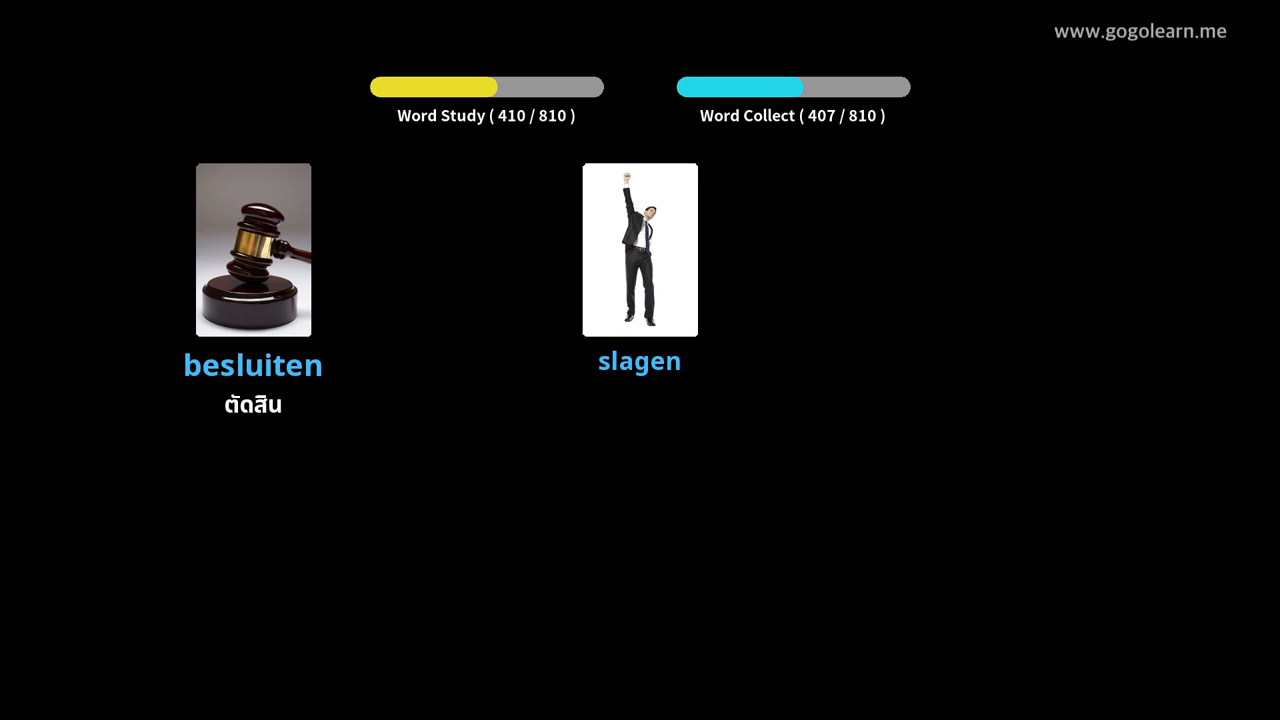 www.gogolearn.me
Word Study ( 410 / 810 )
Word Collect ( 407 / 810 )
besluiten
ตัดสิน
slagen